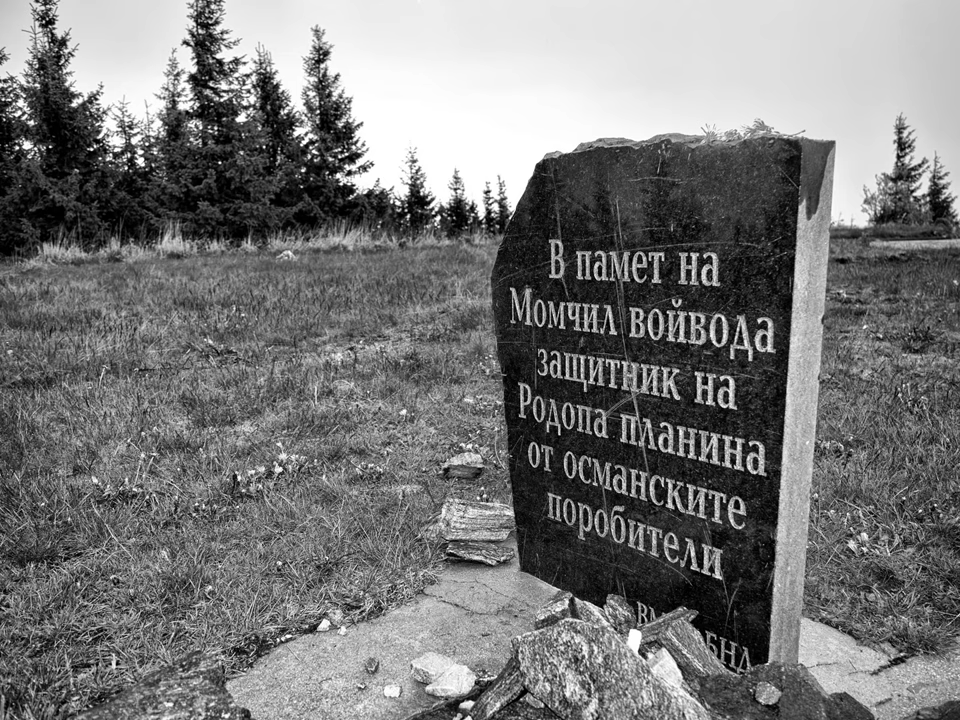 В памет на
Момчил войвода
защитник на
Родопа планина
от османските
поробители